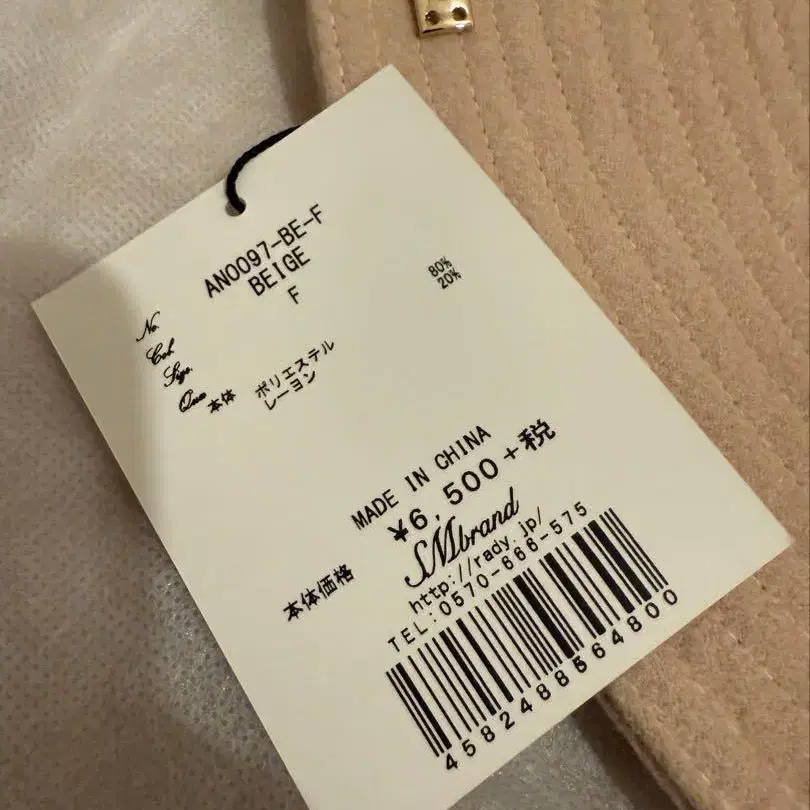 No. AN0097-BE-F
Col. BEIGE
Size. F
Qua 本体 ポリエステル 80%
レーヨン 20%
MADE IN CHINA
本体価格 ¥6,500+税
SMbrand
http://rady.jp/
TEL:0570-666-575
4582488564800